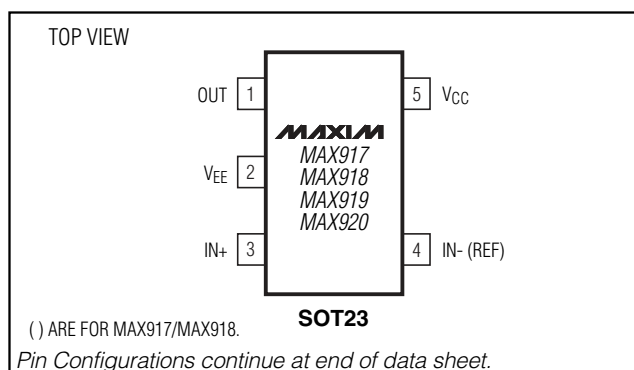 TOP VIEW
OUT 1
5 VCC
MAXIM
MAX917
VEE 2
MAX918
MAX919
MAX920
IN+ 3
4 IN- (REF)
SOT23
( ) ARE FOR MAX917/MAX918.
Pin Configurations continue at end of data sheet.